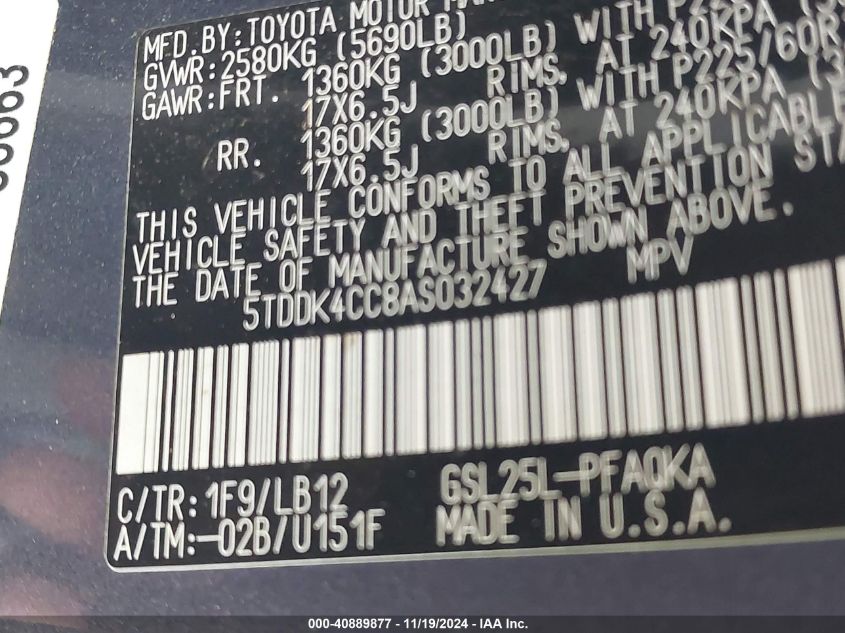 MFD. BY: TOYOTA MOTOR
GVWR: 2580KG (5690LB)
GAWR: FRT. 1360KG (3000LB) WITH
17X6.5J RIMS, AT 240KPA
RR. 1360KG (3000LB) WITH P225/60R
17X6.5J RIMS, AT 240KPA
THIS VEHICLE CONFORMS TO ALL APPLICABLE
VEHICLE SAFETY AND THEFT PREVENTION
THE DATE OF MANUFACTURE SHOWN ABOVE.
5TDDK4CC8AS032427 MPV
C/TR: 1F9/LB12 GSL25L-PFAQKA
A/TM: -02B/U151F MADE IN U.S.A.
000-40889877 - 11/19/2024 - IAA Inc.